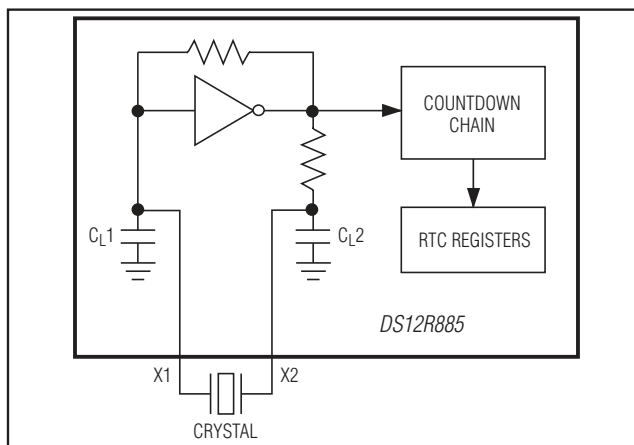 COUNTDOWN
CHAIN
CL1
CL2
RTC REGISTERS
DS12R885
X1
X2
CRYSTAL